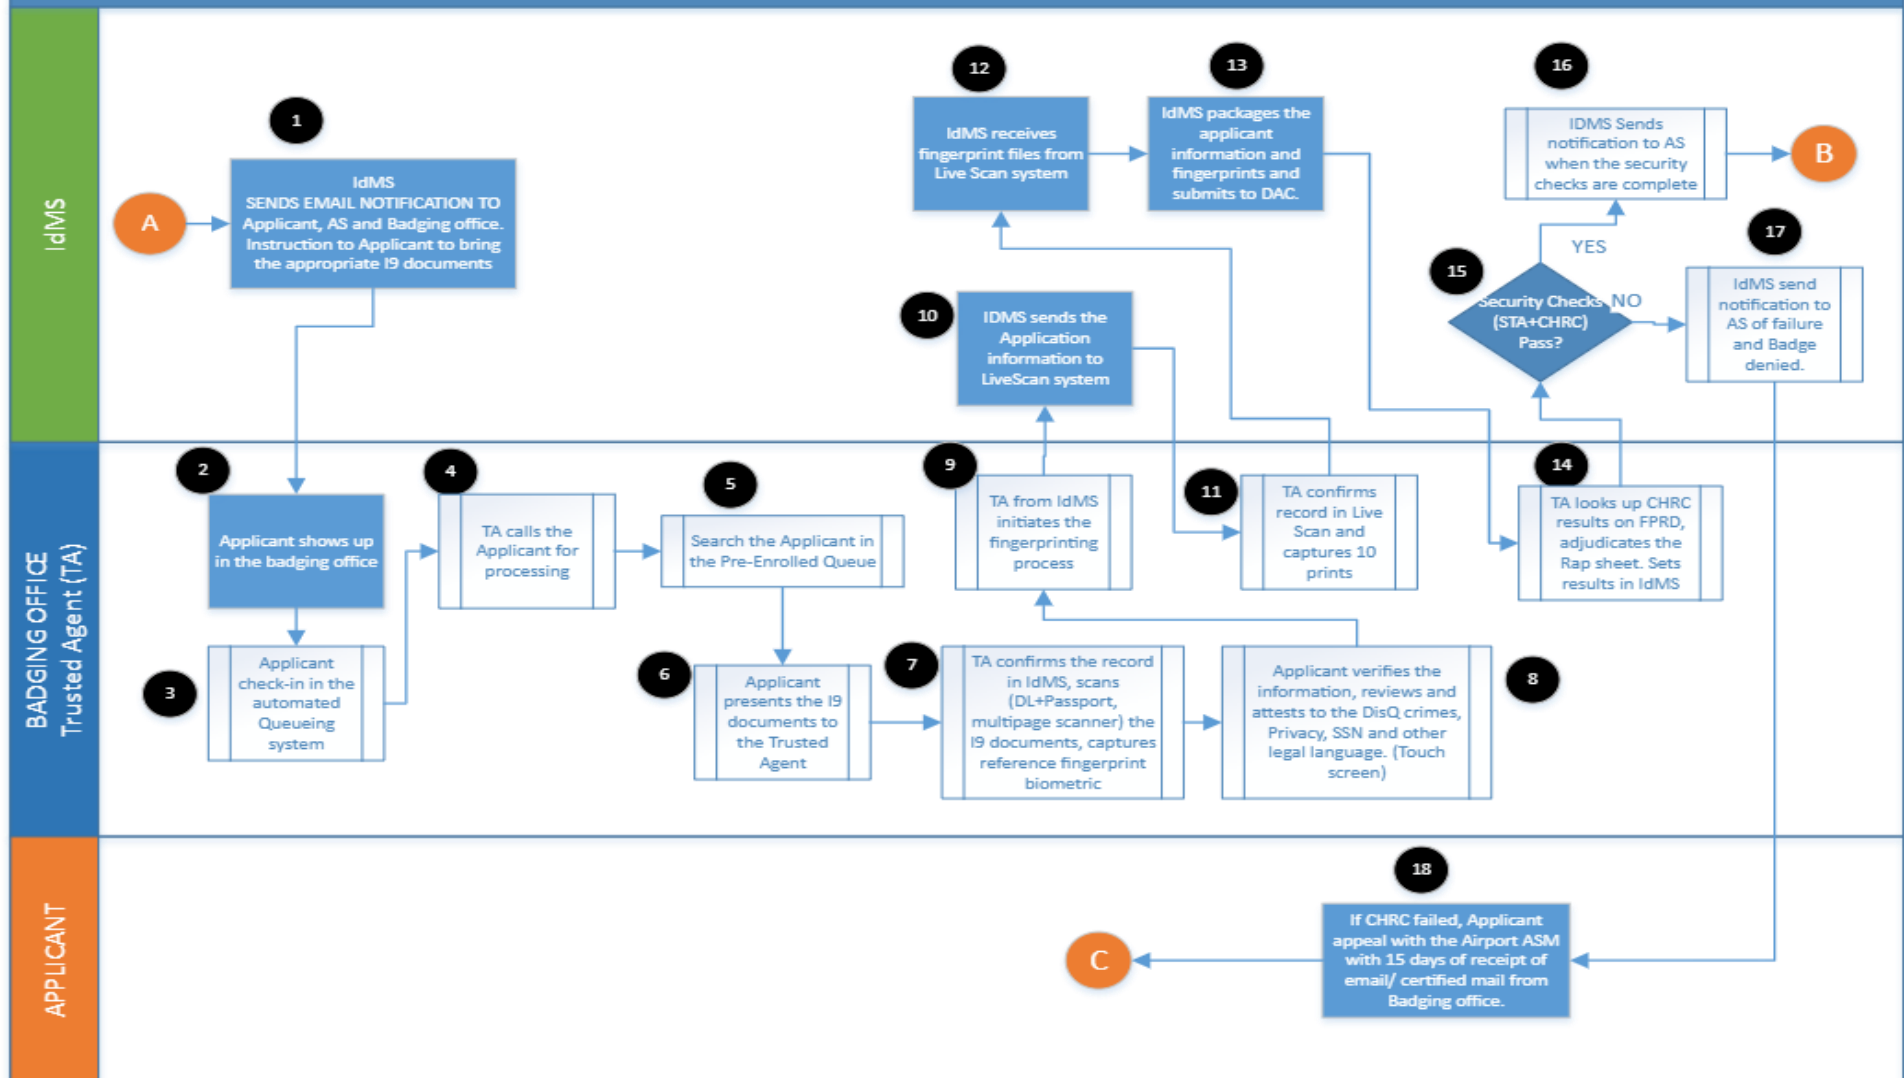 IdMS
1
A
IdMS
SENDS EMAIL NOTIFICATION TO
Applicant, AS and Badging office.
Instruction to Applicant to bring
the appropriate I9 documents
12
IdMS receives
fingerprint files from
Live Scan system
13
IdMS packages the
applicant
information and
fingerprints and
submits to DAC.
16
IDMS Sends
notification to AS
when the security
checks are complete
B
YES
17
IdMS send
notification to
AS of failure
and Badge
denied.
15
Security Checks
(STA+CHRC)
Pass?
NO
10
IDMS sends the
Application
information to
LiveScan system
BADGING OFFICE
Trusted Agent (TA)
2
Applicant shows up
in the badging office
3
Applicant
check-in in the
automated
Queueing
system
4
TA calls the
Applicant for
processing
5
Search the Applicant in
the Pre-Enrolled Queue
6
Applicant
presents the I9
documents to
the Trusted
Agent
7
TA confirms the record
in IdMS, scans
(DL+Passport,
multipage scanner) the
I9 documents, captures
reference fingerprint
biometric
8
Applicant verifies the
information, reviews and
attests to the DisQ crimes,
Privacy, SSN and other
legal language. (Touch
screen)
9
TA from IdMS
initiates the
fingerprinting
process
11
TA confirms
record in Live
Scan and
captures 10
prints
14
TA looks up CHRC
results on FPRD,
adjudicates the
Rap sheet. Sets
results in IdMS
APPLICANT
18
If CHRC failed, Applicant
appeal with the Airport ASM
with 15 days of receipt of
email/ certified mail from
Badging office.
C